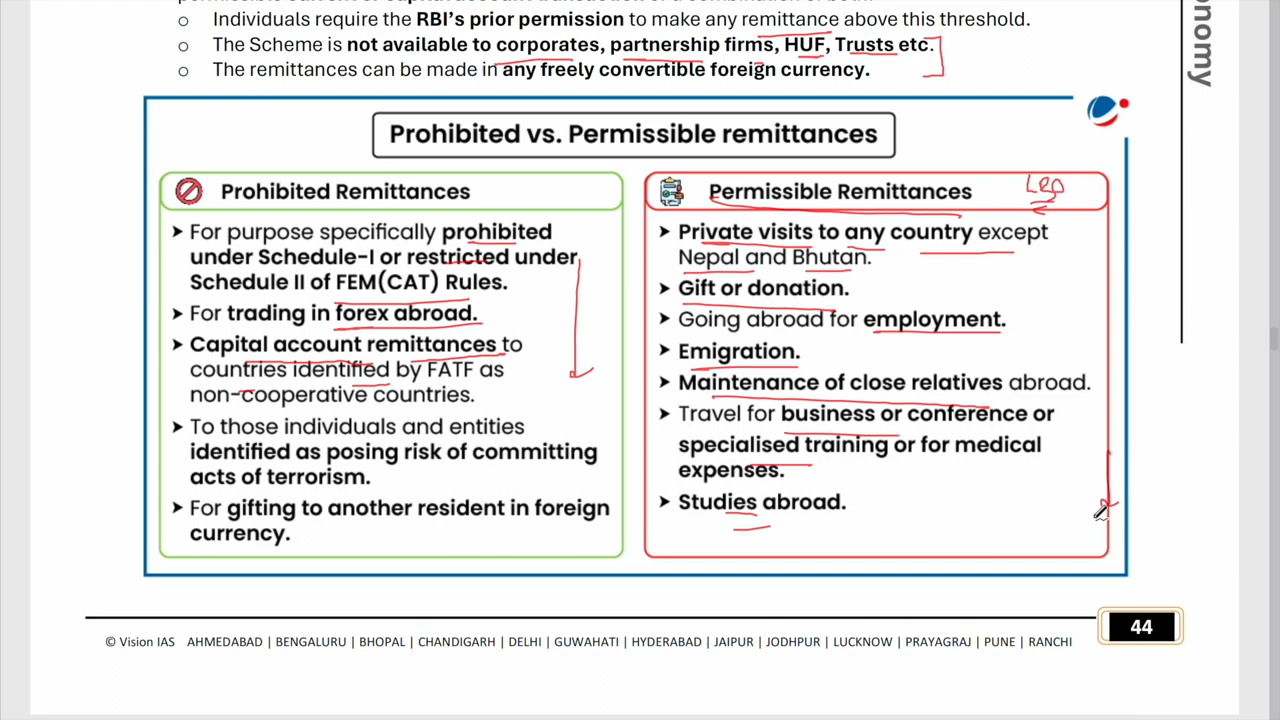 ○ Individuals require the RBI’s prior permission to make any remittance above this threshold.
○ The Scheme is not available to corporates, partnership firms, HUF, Trusts etc.
○ The remittances can be made in any freely convertible foreign currency.
onomy
Prohibited vs. Permissible remittances
Prohibited Remittances
➤ For purpose specifically prohibited
under Schedule-I or restricted under
Schedule II of FEM(CAT) Rules.
➤ For trading in forex abroad.
➤ Capital account remittances to
countries identified by FATF as
non-cooperative countries.
➤ To those individuals and entities
identified as posing risk of committing
acts of terrorism.
➤ For gifting to another resident in foreign
currency.
Permissible Remittances
➤ Private visits to any country except
Nepal and Bhutan.
➤ Gift or donation.
➤ Going abroad for employment.
➤ Emigration.
➤ Maintenance of close relatives abroad.
➤ Travel for business or conference or
specialised training or for medical
expenses.
➤ Studies abroad.
© Vision IAS AHMEDABAD | BENGALURU | BHOPAL | CHANDIGARH | DELHI | GUWAHATI | HYDERABAD | JAIPUR | JODHPUR | LUCKNOW | PRAYAGRAJ | PUNE | RANCHI
44